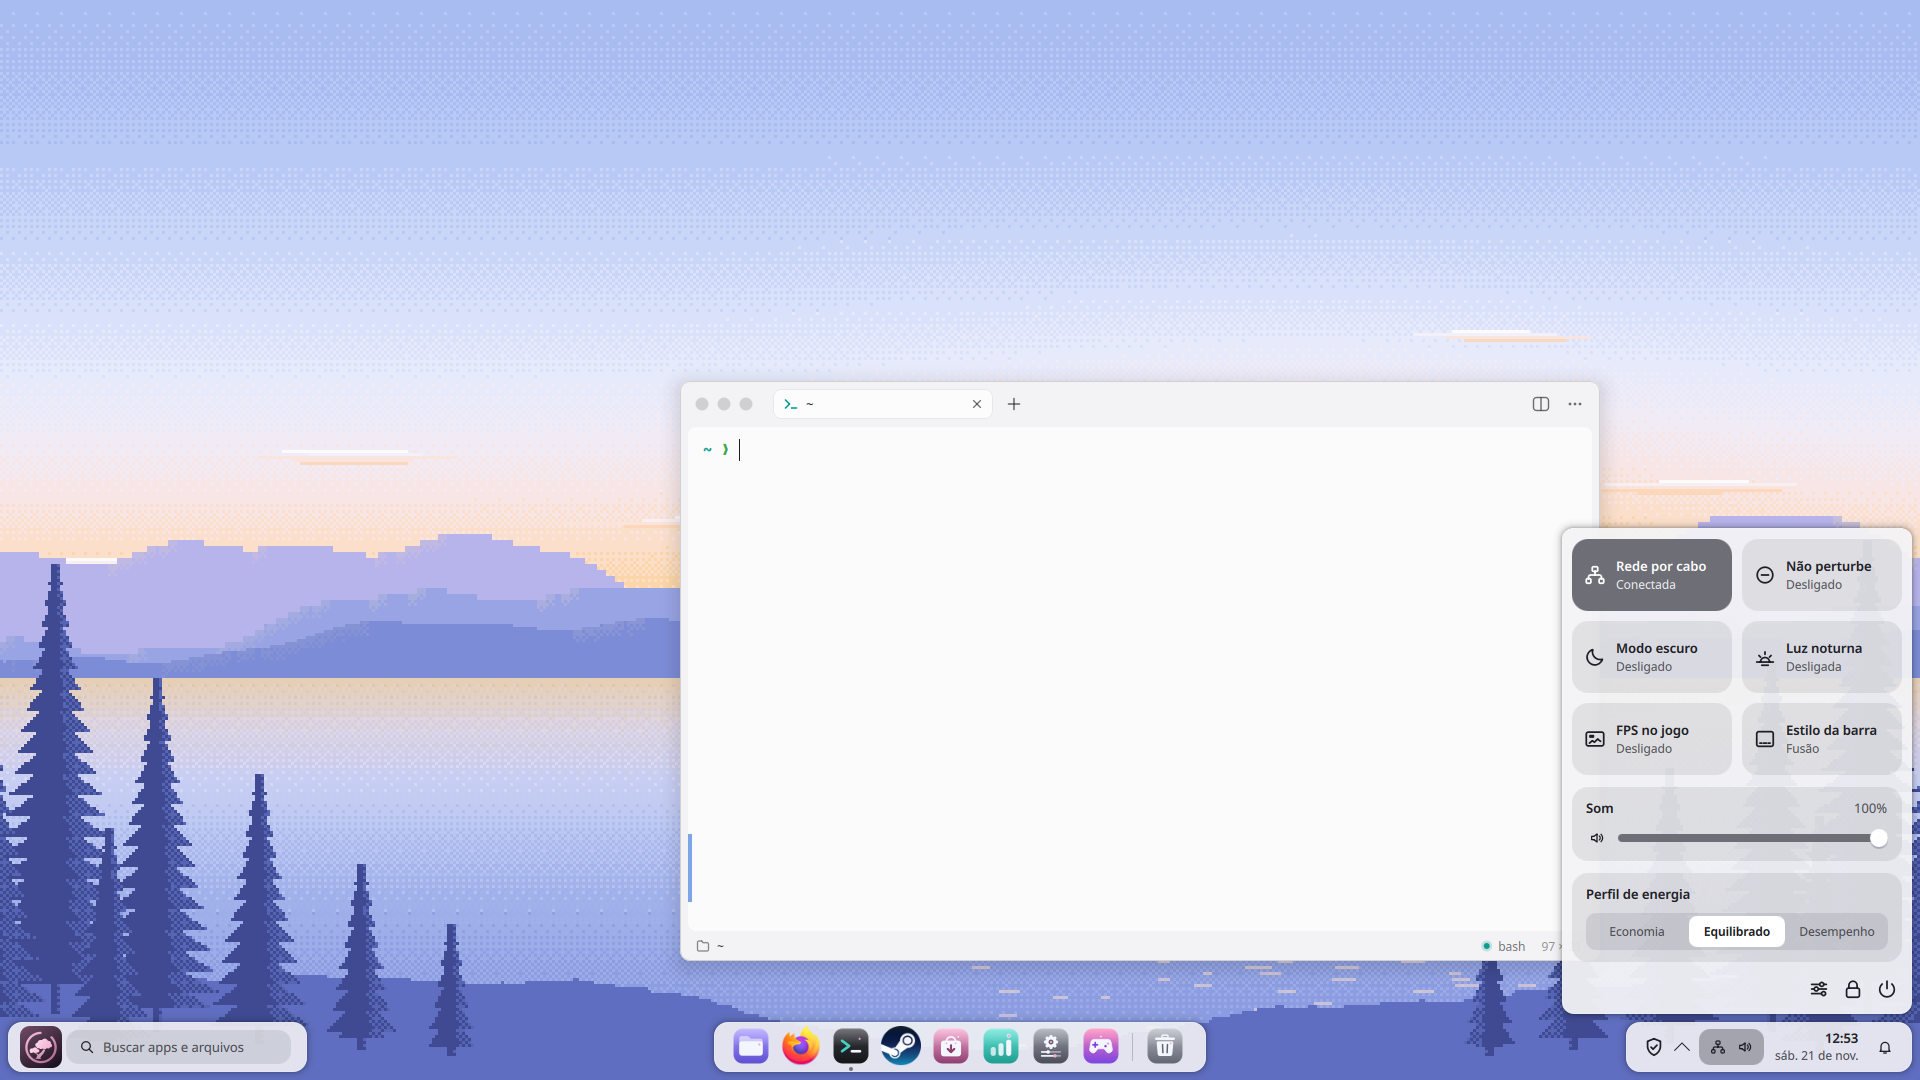 ~
~ ❯
~
bash
97 ×
Rede por cabo
Conectada
Não perturbe
Desligado
Modo escuro
Desligado
Luz noturna
Desligada
FPS no jogo
Desligado
Estilo da barra
Fusão
Som
100%
Perfil de energia
Economia
Equilibrado
Desempenho
Buscar apps e arquivos
12:53
sáb. 21 de nov.